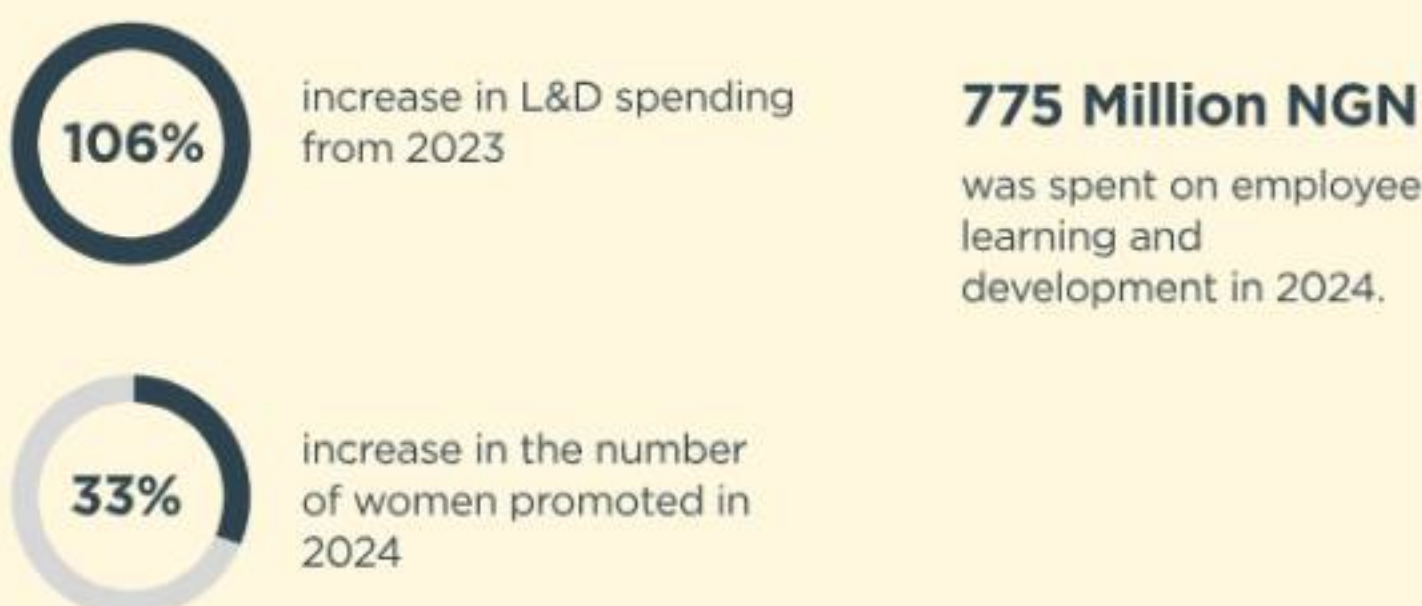 106%
increase in L&D spending
from 2023
775 Million NGN
was spent on employee
learning and
development in 2024.
33%
increase in the number
of women promoted in
2024